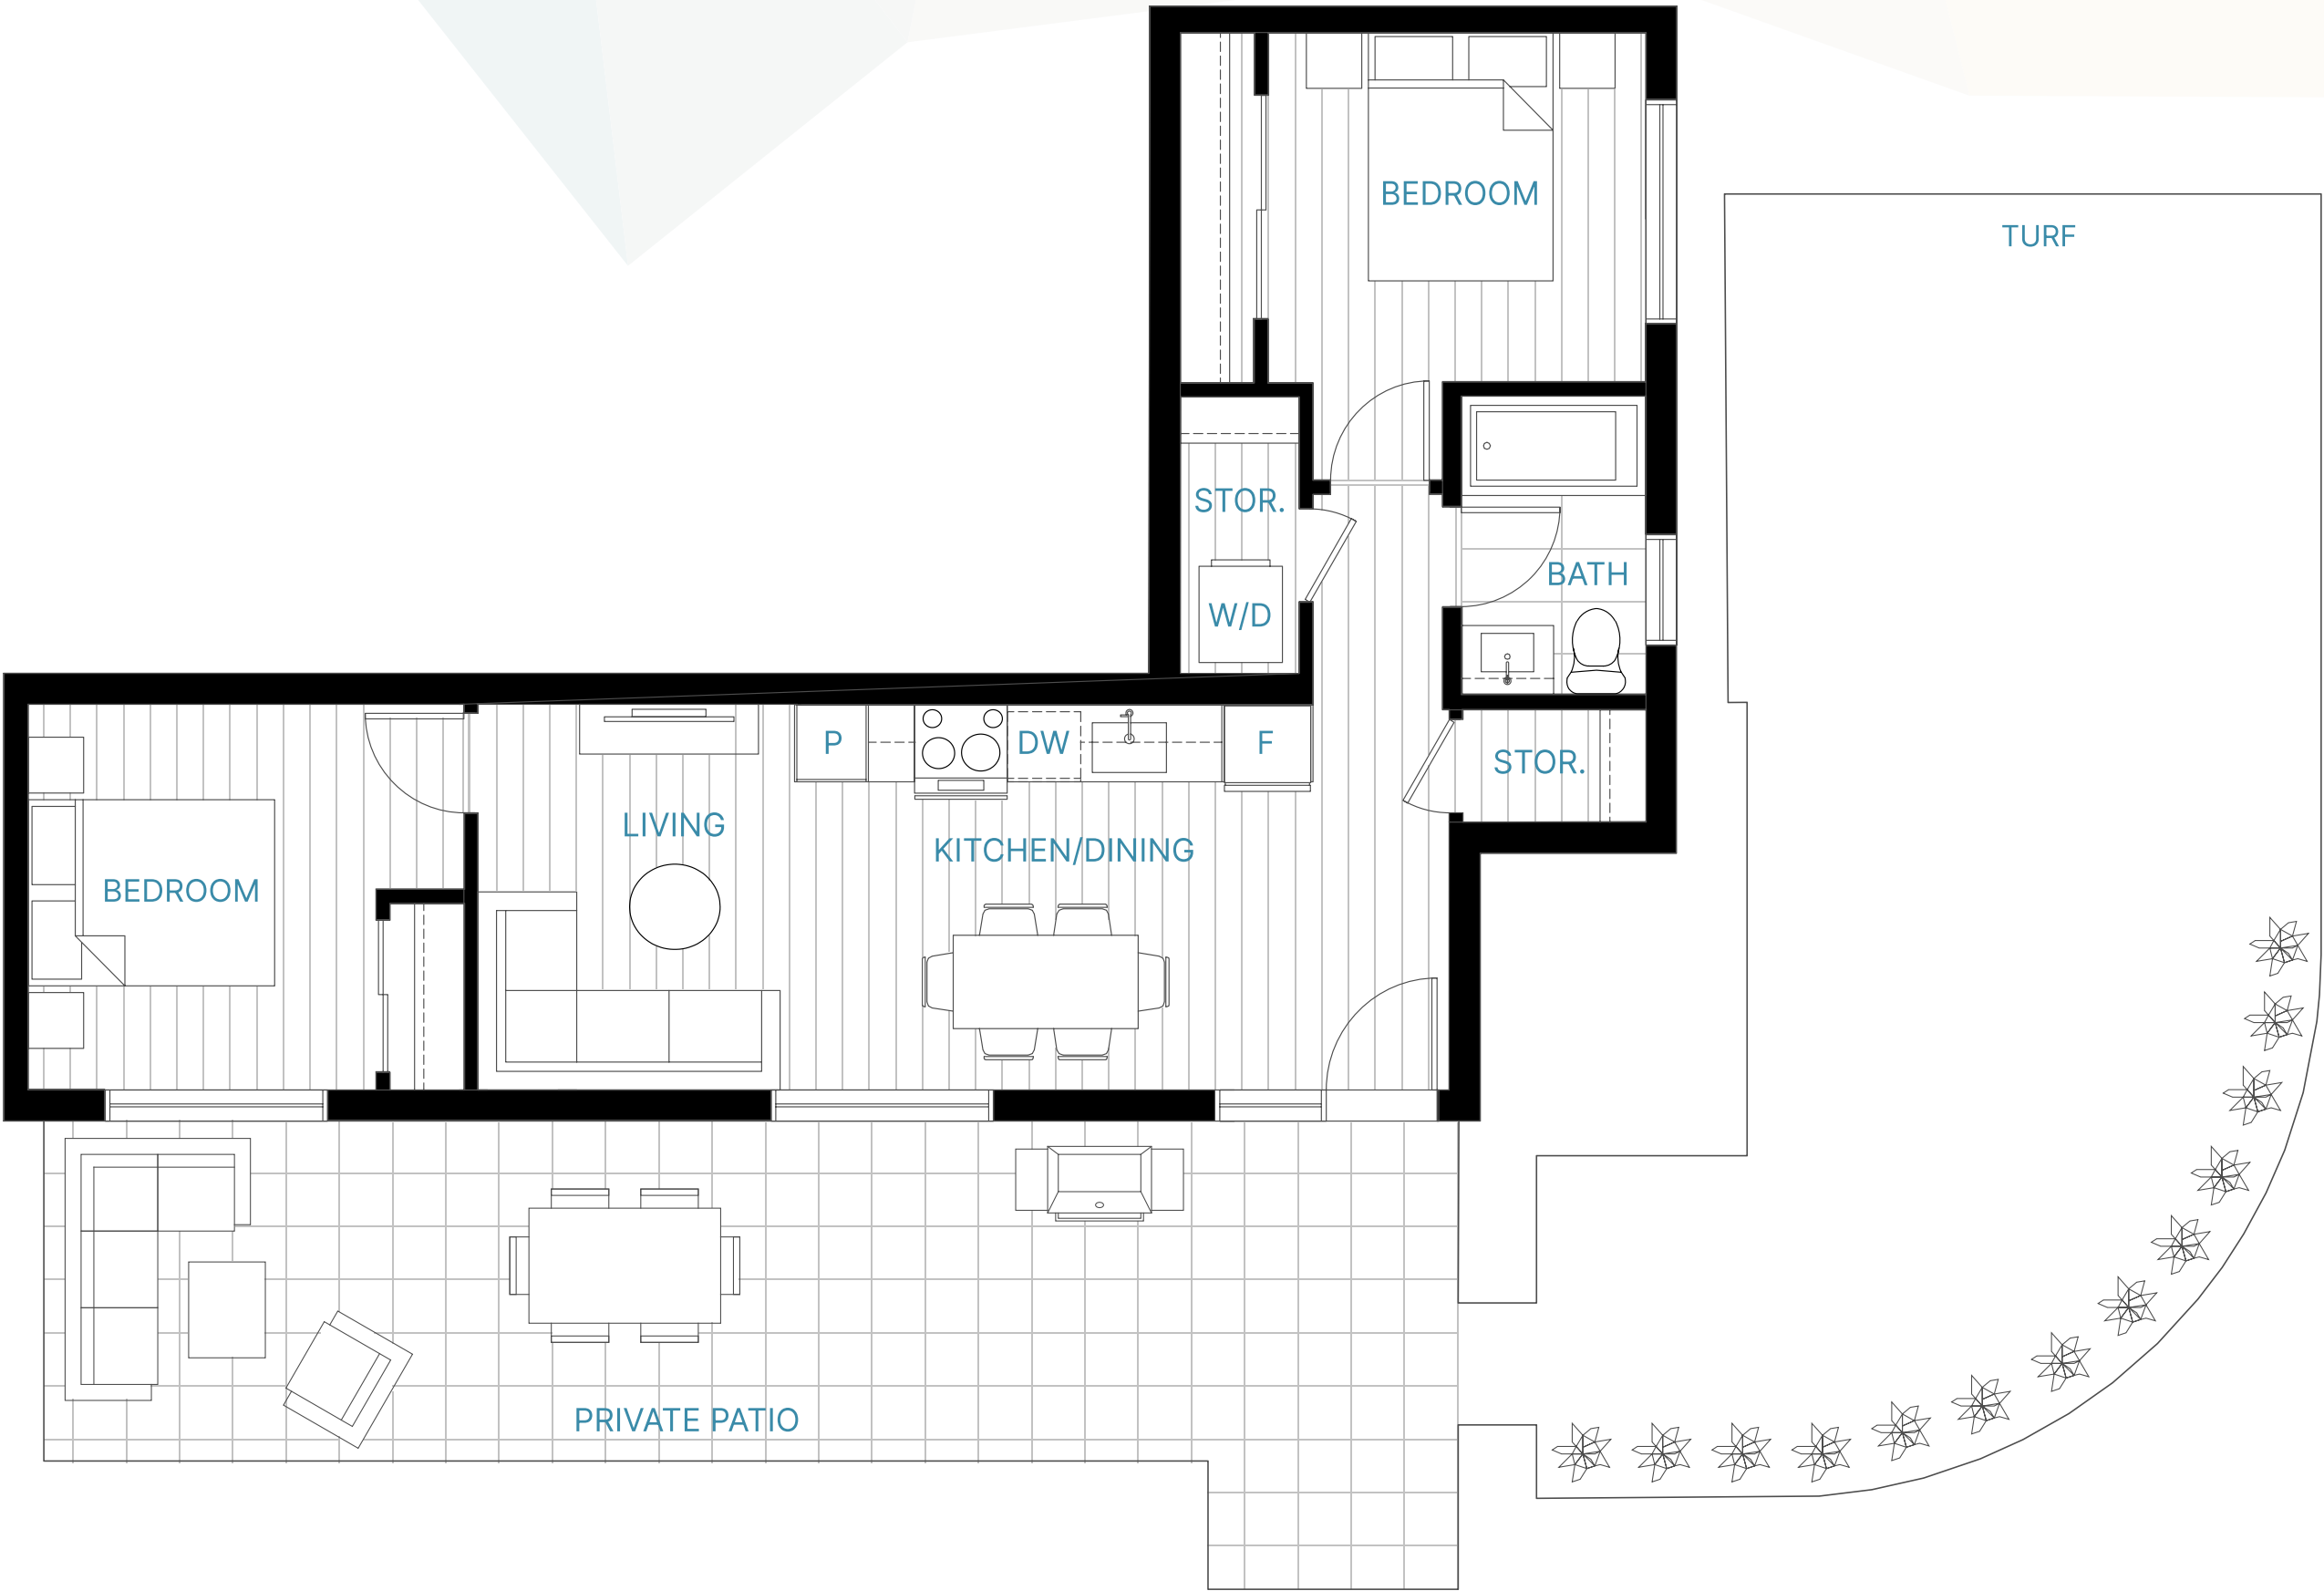 BEDROOM
TURF
STOR.
BATH
W/D
P
DW
F
STOR.
LIVING
KITCHEN/DINING
BEDROOM
PRIVATE PATIO